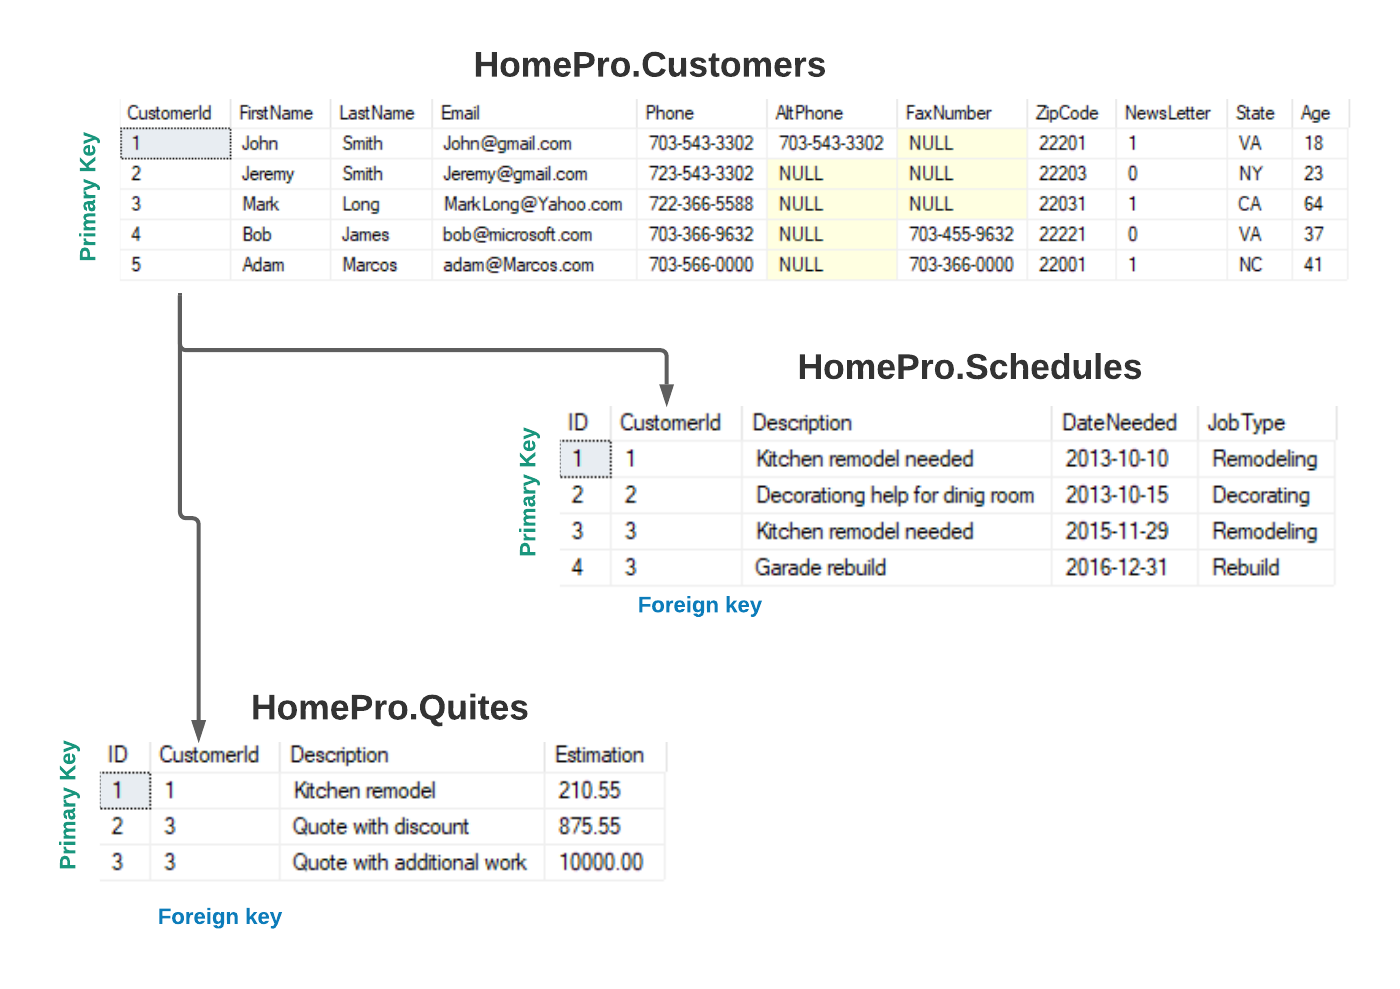 HomePro.Customers
CustomerId FirstName LastName Email Phone AltPhone FaxNumber ZipCode NewsLetter State Age
1 John Smith John@gmail.com 703-543-3302 703-543-3302 NULL 22201 1 VA 18
2 Jeremy Smith Jeremy@gmail.com 723-543-3302 NULL NULL 22203 0 NY 23
3 Mark Long MarkLong@Yahoo.com 722-366-5588 NULL NULL 22031 1 CA 64
4 Bob James bob@microsoft.com 703-366-9632 NULL 703-455-9632 22221 0 VA 37
5 Adam Marcos adam@Marcos.com 703-566-0000 NULL 703-366-0000 22001 1 NC 41
Primary Key
HomePro.Schedules
ID CustomerId Description DateNeeded JobType
1 1 Kitchen remodel needed 2013-10-10 Remodeling
2 2 Decorationg help for dinig room 2013-10-15 Decorating
3 3 Kitchen remodel needed 2015-11-29 Remodeling
4 3 Garade rebuild 2016-12-31 Rebuild
Primary Key
Foreign key
HomePro.Quites
ID CustomerId Description Estimation
1 1 Kitchen remodel 210.55
2 3 Quote with discount 875.55
3 3 Quote with additional work 10000.00
Primary Key
Foreign key